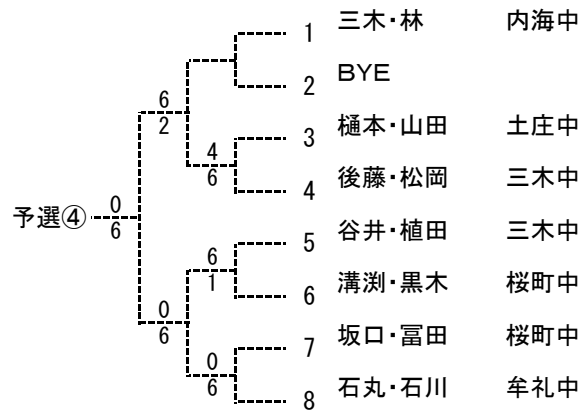 1 三木・林 内海中
2 BYE
6
2
3 樋本・山田 土庄中
4
6
4 後藤・松岡 三木中
予選④
0
6
5 谷井・植田 三木中
6
1
6 溝渕・黒木 桜町中
0
6
7 坂口・冨田 桜町中
0
6
8 石丸・石川 牟礼中